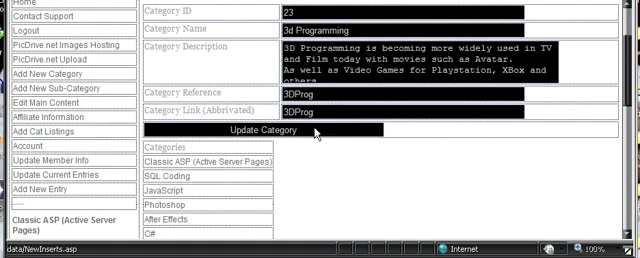 Home
Contact Support
Logout
PicDrive.net Images Hosting
PicDrive.net Upload
Add New Category
Add New Sub-Category
Edit Main Content
Affiliate Information
Add Cat Listings
Account
Update Member Info
Update Current Entries
Add New Entry
-----
Classic ASP (Active Server
Pages)
Category ID
23
Category Name
3d Programming
Category Description
3D Programming is becoming more widely used in TV
and Film today with movies such as Avatar.
As well as Video Games for Playstation, XBox and
others
Category Reference
3DProg
Category Link (Abbrivated)
3DProg
Update Category
Categories
Classic ASP (Active Server Pages)
SQL Coding
JavaScript
Photoshop
After Effects
C#
data/NewInserts.asp
Internet
100%